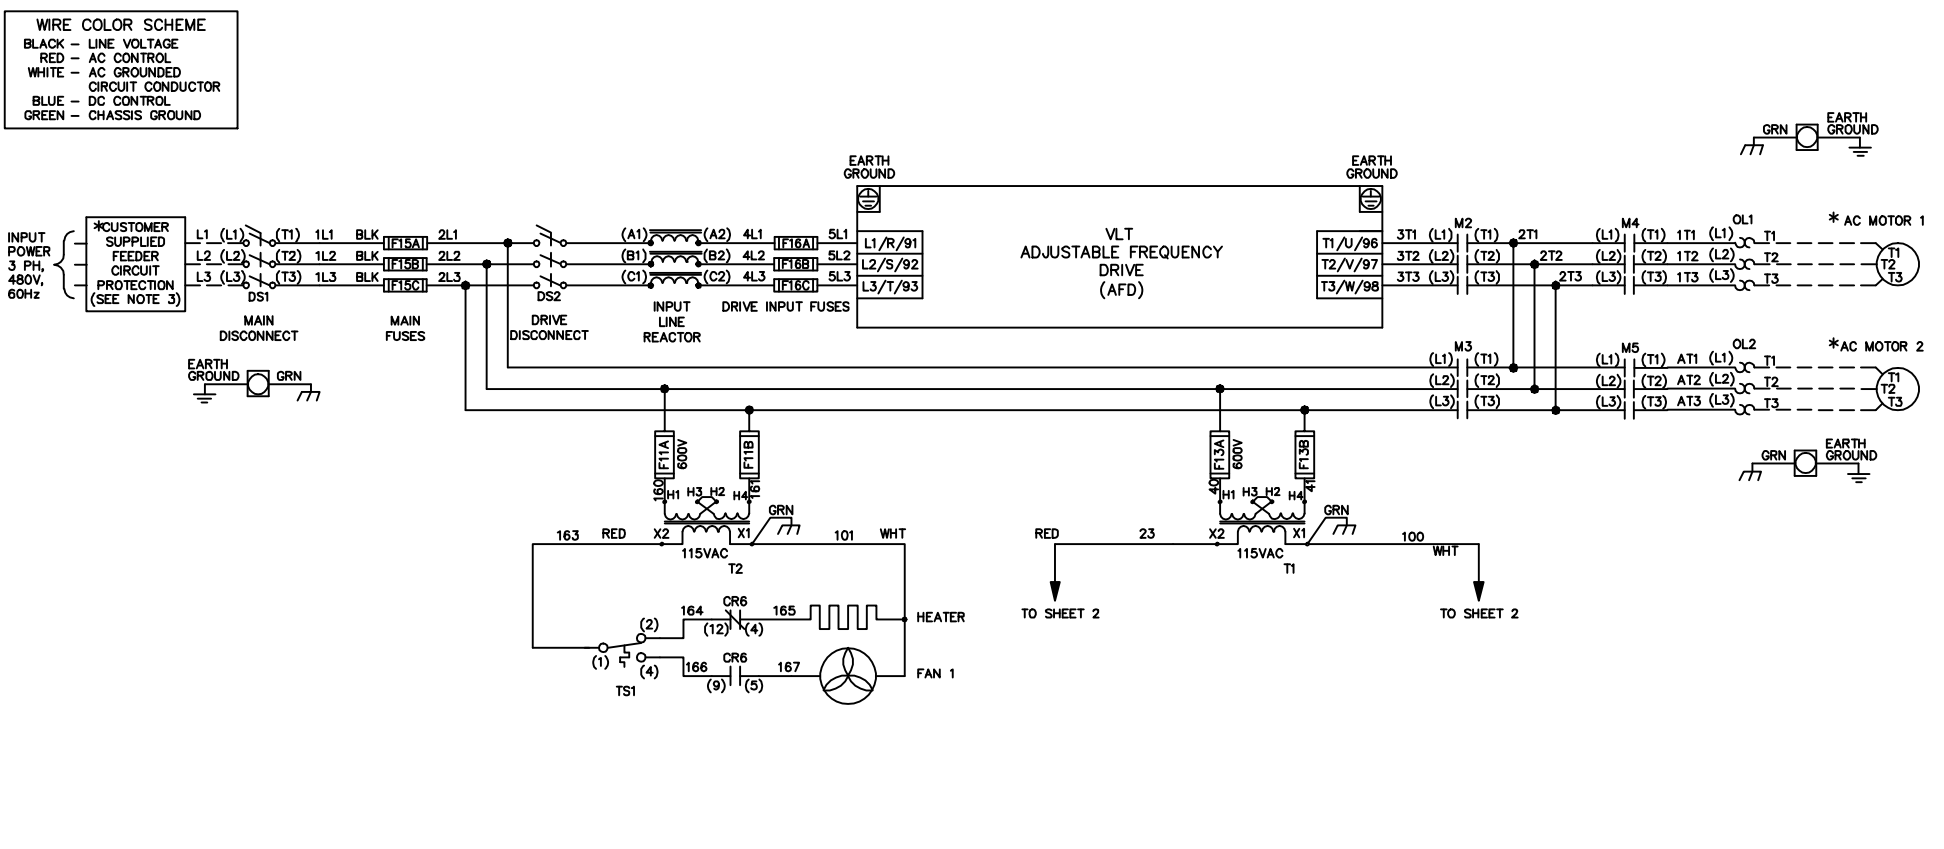 WIRE COLOR SCHEME
BLACK – LINE VOLTAGE
RED – AC CONTROL
WHITE – AC GROUNDED
CIRCUIT CONDUCTOR
BLUE – DC CONTROL
GREEN – CHASSIS GROUND
GRN
EARTH
GROUND
EARTH
GROUND
EARTH
GROUND
INPUT
POWER
3 PH,
480V,
60Hz
*CUSTOMER
SUPPLIED
FEEDER
CIRCUIT
PROTECTION
(SEE NOTE 3)
L1 (L1) (T1) 1L1 BLK F15A 2L1
L2 (L2) (T2) 1L2 BLK F15B 2L2
L3 (L3) (T3) 1L3 BLK F15C 2L3
DS1
MAIN
DISCONNECT
MAIN
FUSES
DS2
DRIVE
DISCONNECT
(A1) (A2) 4L1 F16A 5L1
(B1) (B2) 4L2 F16B 5L2
(C1) (C2) 4L3 F16C 5L3
INPUT
LINE
REACTOR
DRIVE INPUT FUSES
L1/R/91
L2/S/92
L3/T/93
VLT
ADJUSTABLE FREQUENCY
DRIVE
(AFD)
T1/U/96
T2/V/97
T3/W/98
M2
3T1 (L1) (T1) 2T1
3T2 (L2) (T2) 2T2
3T3 (L3) (T3) 2T3
M4
OL1
(L1) (T1) 1T1 (L1) T1
(L2) (T2) 1T2 (L2) T2
(L3) (T3) 1T3 (L3) T3
* AC MOTOR 1
T1
T2
T3
EARTH
GROUND
GRN
M3
(L1) (T1)
(L2) (T2)
(L3) (T3)
M5
OL2
(L1) (T1) AT1 (L1) T1
(L2) (T2) AT2 (L2) T2
(L3) (T3) AT3 (L3) T3
*AC MOTOR 2
T1
T2
T3
GRN
EARTH
GROUND
F11A
600V
F11B
160
161
H1 H3 H2 H4
GRN
163 RED X2 X1 101 WHT
115VAC
T2
F13A
600V
F13B
40
41
H1 H3 H2 H4
GRN
RED 23 X2 X1 100
WHT
115VAC
T1
TO SHEET 2
TO SHEET 2
CR6
164 165
(12) (4)
HEATER
(2)
(1)
(4)
TS1
CR6
166 167
(9) (5)
FAN 1